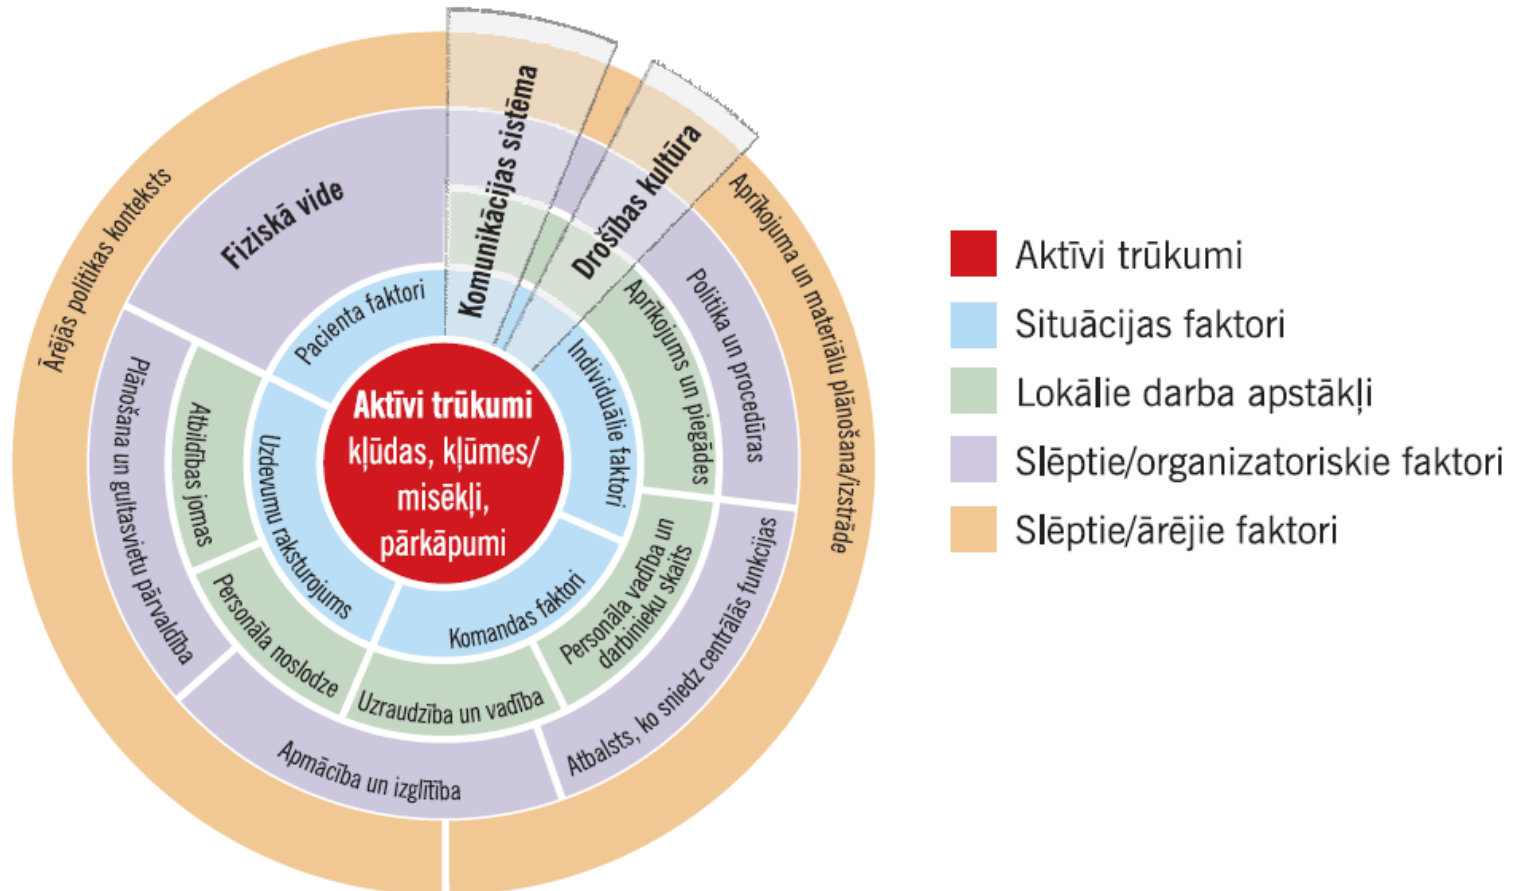 Komunikācijas sistēma
Drošības kultūra
Fiziskā vide
Ārējās politikas konteksts
Aprīkojuma un materiālu plānošana/izstrāde
Politika un procedūras
Aprīkojums un piegādes
Pacienta faktori
Individuālie faktori
Plānošana un gultasvietu pārvaldība
Atbildības jomas
Uzdevumu raksturojums
Aktīvi trūkumi
kļūdas, kļūmes/
misēkļi,
pārkāpumi
Komandas faktori
Personāla vadība un
darbinieku skaits
Personāla noslodze
Uzraudzība un vadība
Atbalsts, ko sniedz centrālās funkcijas
Apmācība un izglītība
Aktīvi trūkumi
Situācijas faktori
Lokālie darba apstākļi
Slēptie/organizatoriskie faktori
Slēptie/ārējie faktori